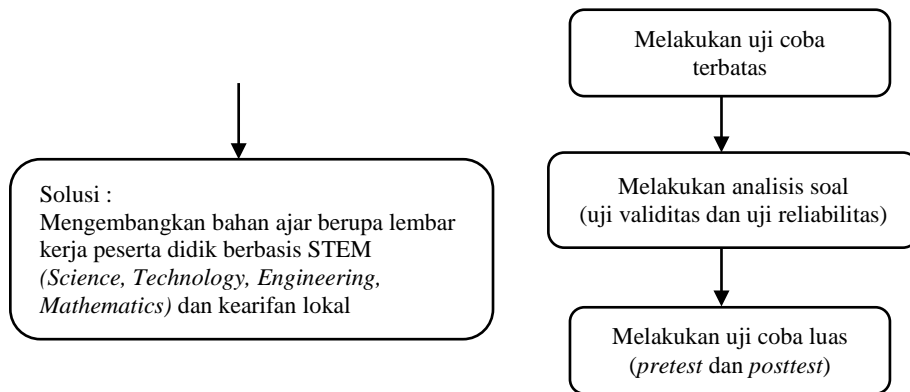 Solusi :
Mengembangkan bahan ajar berupa lembar
kerja peserta didik berbasis STEM
(Science, Technology, Engineering,
Mathematics) dan kearifan lokal
Melakukan uji coba
terbatas
Melakukan analisis soal
(uji validitas dan uji reliabilitas)
Melakukan uji coba luas
(pretest dan posttest)